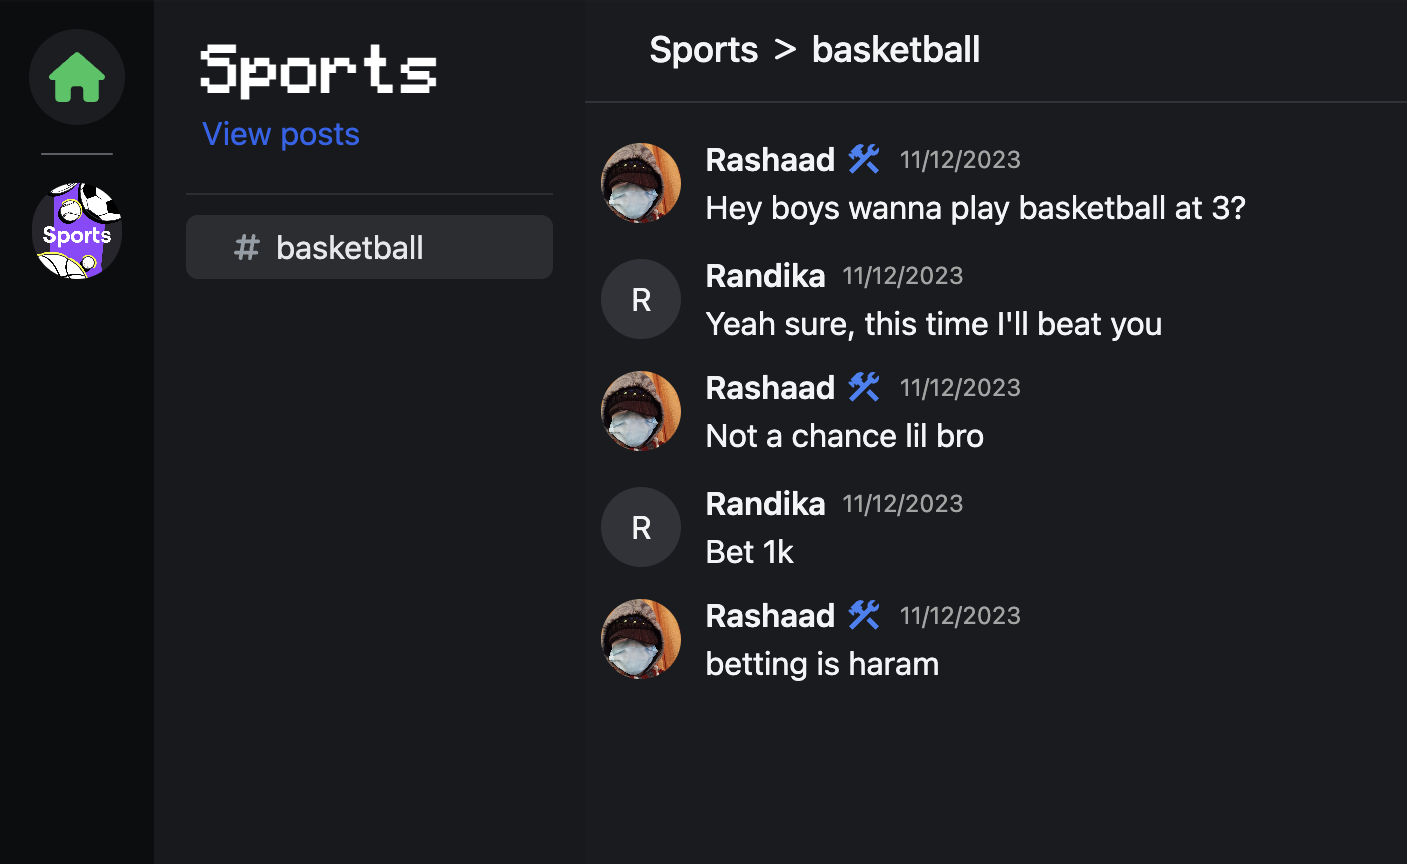 Sports
View posts
Sports
# basketball
Sports > basketball
Rashaad 11/12/2023
Hey boys wanna play basketball at 3?
R
Randika 11/12/2023
Yeah sure, this time I'll beat you
Rashaad 11/12/2023
Not a chance lil bro
R
Randika 11/12/2023
Bet 1k
Rashaad 11/12/2023
betting is haram